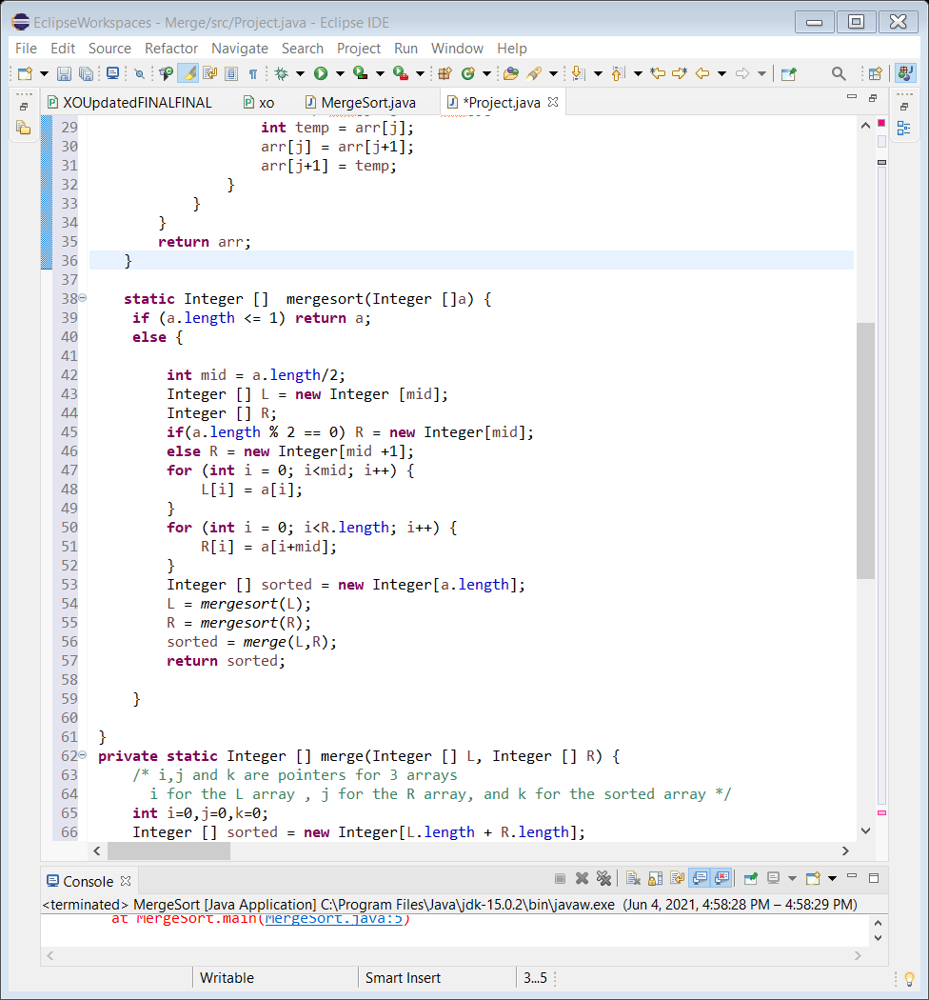 EclipseWorkspaces - Merge/src/Project.java - Eclipse IDE
File Edit Source Refactor Navigate Search Project Run Window Help
XOUpdatedFINALFINAL xo MergeSort.java *Project.java
29 int temp = arr[j];
30 arr[j] = arr[j+1];
31 arr[j+1] = temp;
32 }
33 }
34 }
35 return arr;
36 }
37
38 static Integer [] mergesort(Integer []a) {
39 if (a.length <= 1) return a;
40 else {
41
42 int mid = a.length/2;
43 Integer [] L = new Integer [mid];
44 Integer [] R;
45 if(a.length % 2 == 0) R = new Integer[mid];
46 else R = new Integer[mid +1];
47 for (int i = 0; i<mid; i++) {
48 L[i] = a[i];
49 }
50 for (int i = 0; i<R.length; i++) {
51 R[i] = a[i+mid];
52 }
53 Integer [] sorted = new Integer[a.length];
54 L = mergesort(L);
55 R = mergesort(R);
56 sorted = merge(L,R);
57 return sorted;
58
59 }
60
61 }
62 private static Integer [] merge(Integer [] L, Integer [] R) {
63 /* i,j and k are pointers for 3 arrays
64 i for the L array , j for the R array, and k for the sorted array */
65 int i=0,j=0,k=0;
66 Integer [] sorted = new Integer[L.length + R.length];
Console
<terminated> MergeSort [Java Application] C:\Program Files\Java\jdk-15.0.2\bin\javaw.exe (Jun 4, 2021, 4:58:28 PM – 4:58:29 PM)
at MergeSort.main(MergeSort.java:5)
Writable Smart Insert 3...5